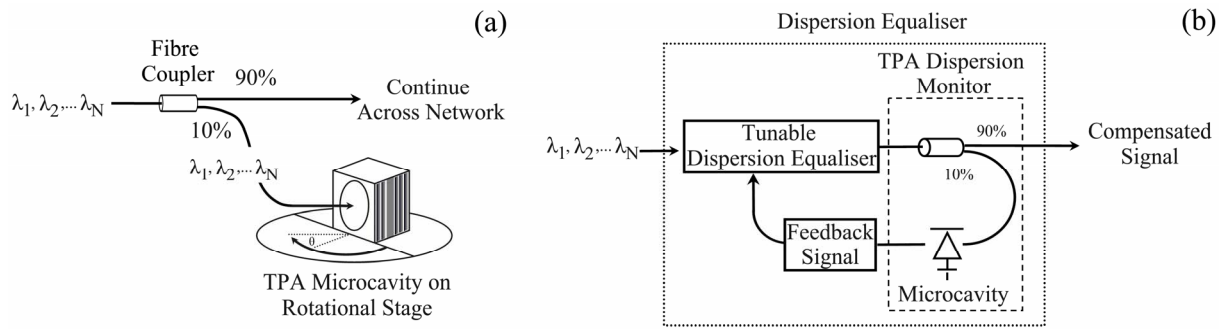 (a)
Fibre
Coupler
90%
λ1, λ2,... λN
Continue
Across Network
10%
λ1, λ2,... λN
θ
TPA Microcavity on
Rotational Stage
(b)
Dispersion Equaliser
TPA Dispersion
Monitor
λ1, λ2,... λN
Tunable
Dispersion Equaliser
90%
10%
Compensated
Signal
Feedback
Signal
Microcavity